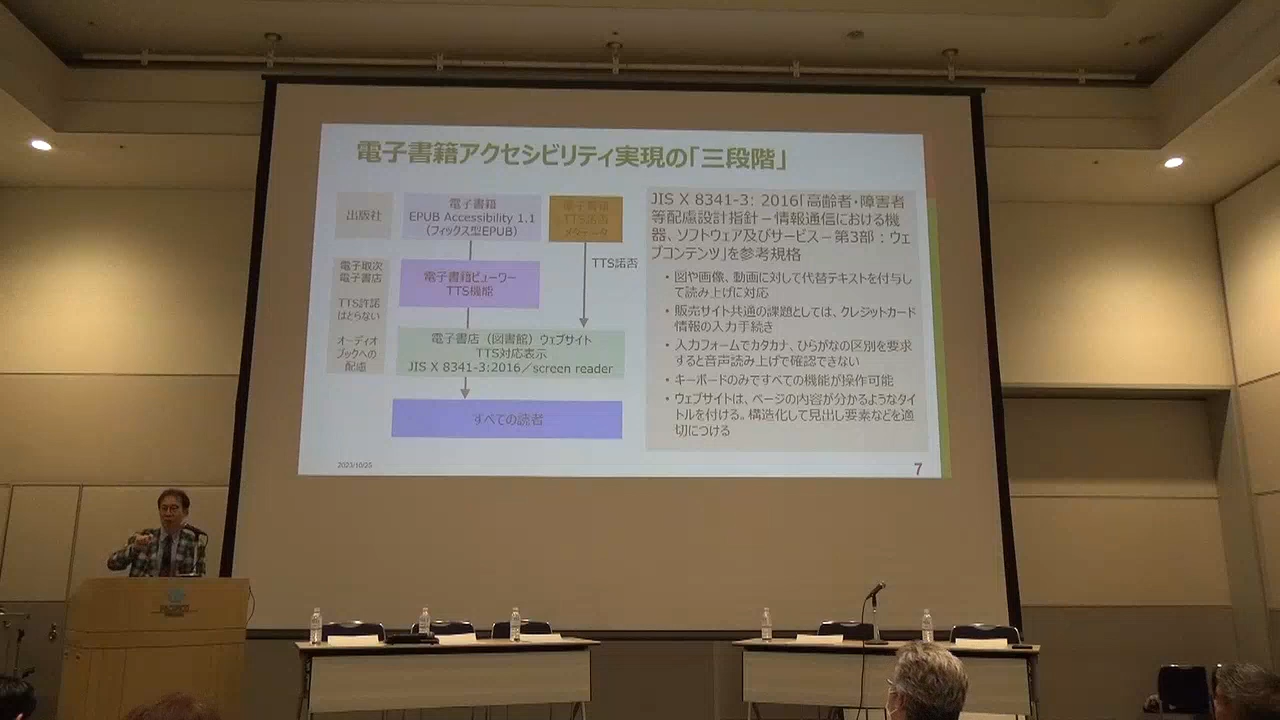 電子書籍アクセシビリティ実現の「三段階」
出版社
電子書籍
EPUB Accessibility 1.1
（フィックス型EPUB）
電子書籍
TTS諾否
メタデータ
TTS諾否
電子取次
電子書店
TTS許諾
はとらない
オーディオ
ブックへの
配慮
電子書籍ビューワー
TTS機能
電子書店（図書館）ウェブサイト
TTS対応表示
JIS X 8341-3:2016／screen reader
すべての読者
JIS X 8341-3: 2016「高齢者・障害者
等配慮設計指針－情報通信における機
器、ソフトウェア及びサービス－第3部：ウェ
ブコンテンツ」を参考規格
• 図や画像、動画に対して代替テキストを付与し
て読み上げに対応
• 販売サイト共通の課題としては、クレジットカード
情報の入力手続き
• 入力フォームでカタカナ、ひらがなの区別を要求
すると音声読み上げで確認できない
• キーボードのみですべての機能が操作可能
• ウェブサイトは、ページの内容が分かるようなタイ
トルを付ける。構造化して見出し要素などを適
切につける
2023/10/25
7